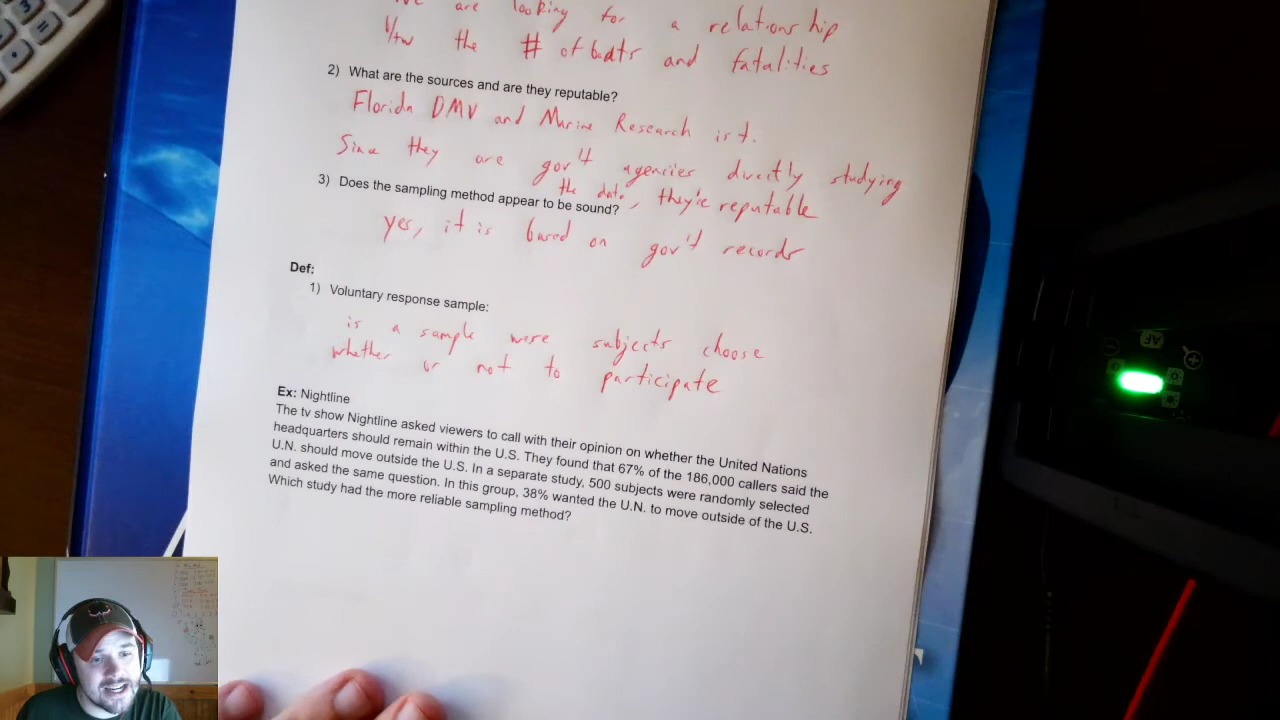 are looking for a relationship
b/tw the # of boats and fatalities
2) What are the sources and are they reputable?
Florida DMV and Marine Research ist.
Since they are gov't agencies directly studying
the data, they're reputable
3) Does the sampling method appear to be sound?
yes, it is based on gov't records
Def:
1) Voluntary response sample:
is a sample were subjects choose
whether or not to participate
Ex: Nightline
The tv show Nightline asked viewers to call with their opinion on whether the United Nations
headquarters should remain within the U.S. They found that 67% of the 186,000 callers said the
U.N. should move outside the U.S. In a separate study, 500 subjects were randomly selected
and asked the same question. In this group, 38% wanted the U.N. to move outside of the U.S.
Which study had the more reliable sampling method?
3
AF